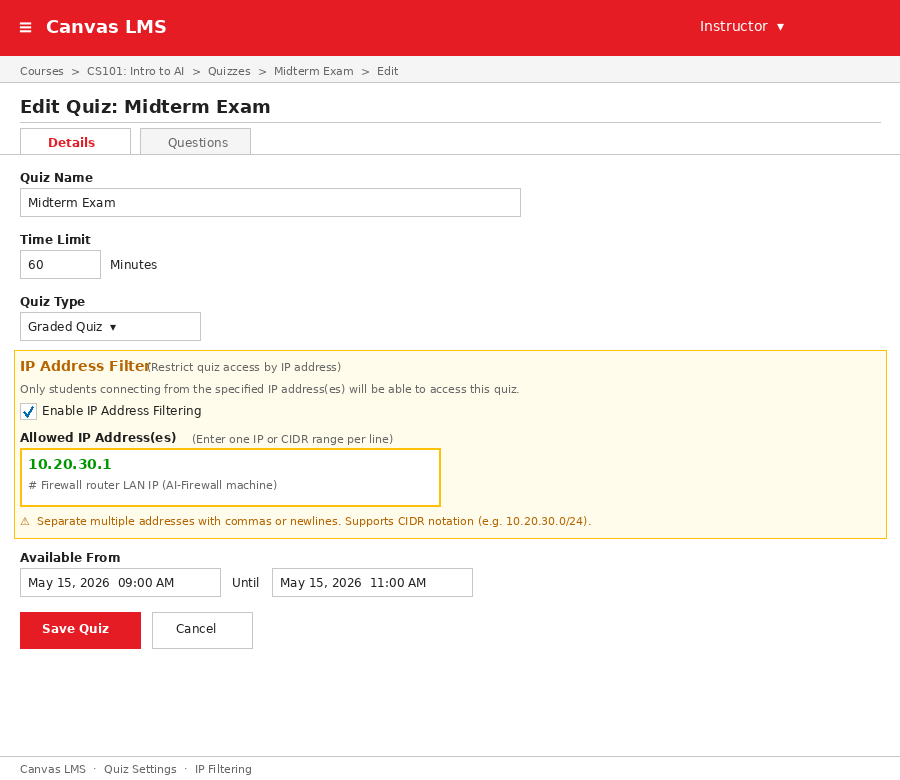 ≡ Canvas LMS Instructor ▾
Courses > CS101: Intro to AI > Quizzes > Midterm Exam > Edit
Edit Quiz: Midterm Exam
Details Questions
Quiz Name
Midterm Exam
Time Limit
60 Minutes
Quiz Type
Graded Quiz ▾
IP Address Filter (Restrict quiz access by IP address)
Only students connecting from the specified IP address(es) will be able to access this quiz.
Enable IP Address Filtering
Allowed IP Address(es) (Enter one IP or CIDR range per line)
10.20.30.1
# Firewall router LAN IP (AI-Firewall machine)
⚠ Separate multiple addresses with commas or newlines. Supports CIDR notation (e.g. 10.20.30.0/24).
Available From
May 15, 2026 09:00 AM Until May 15, 2026 11:00 AM
Save Quiz Cancel
Canvas LMS · Quiz Settings · IP Filtering